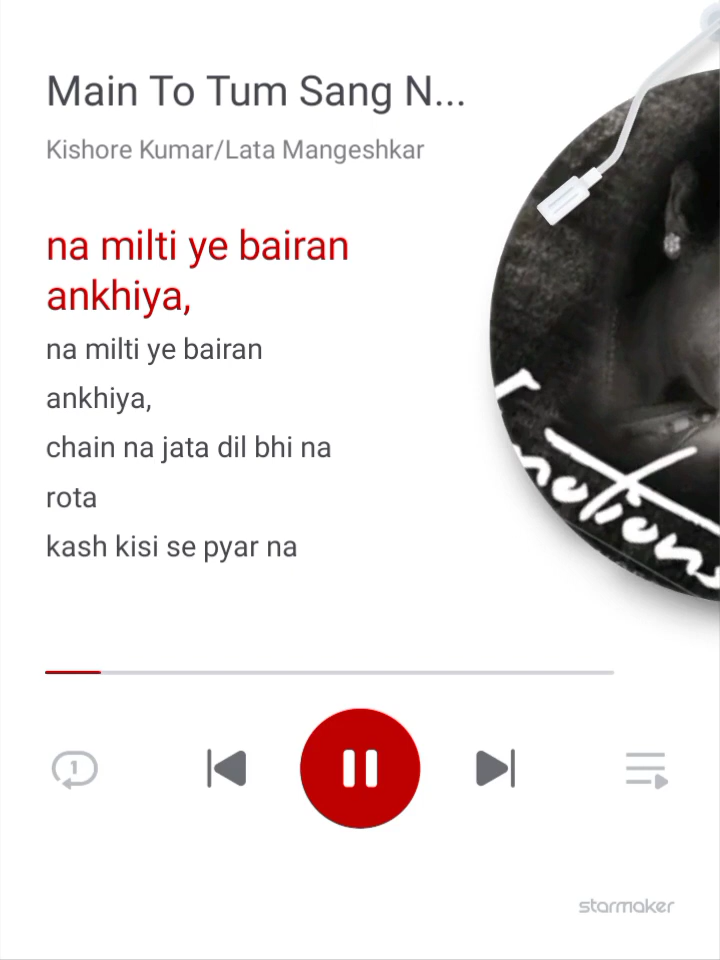 Main To Tum Sang N...
Kishore Kumar/Lata Mangeshkar
na milti ye bairan
ankhiya,
na milti ye bairan
ankhiya,
chain na jata dil bhi na
rota
kash kisi se pyar na
1
starmaker